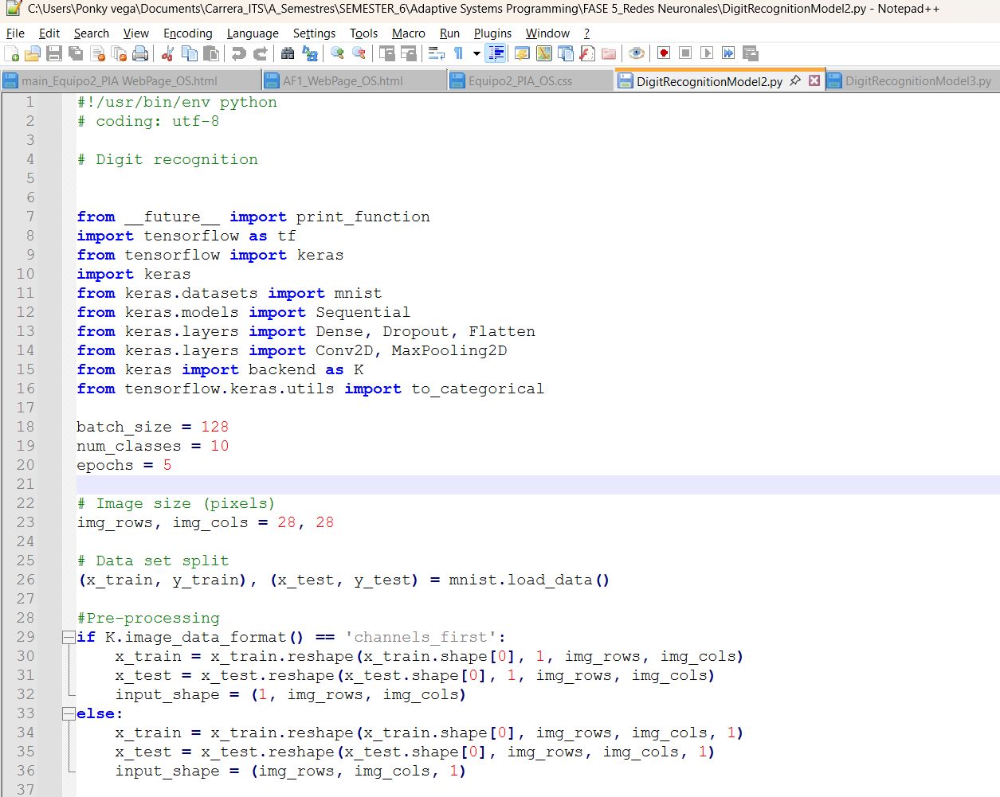 C:\Users\Ponky vega\Documents\Carrera_ITS\A_Semestres\SEMESTER_6\Adaptive Systems Programming\FASE 5_Redes Neuronales\DigitRecognitionModel2.py - Notepad++
File Edit Search View Encoding Language Settings Tools Macro Run Plugins Window ?
main_Equipo2_PIA WebPage_OS.html AF1_WebPage_OS.html Equipo2_PIA_OS.css DigitRecognitionModel2.py DigitRecognitionModel3.py
1 #!/usr/bin/env python
2 # coding: utf-8
3
4 # Digit recognition
5
6
7 from __future__ import print_function
8 import tensorflow as tf
9 from tensorflow import keras
10 import keras
11 from keras.datasets import mnist
12 from keras.models import Sequential
13 from keras.layers import Dense, Dropout, Flatten
14 from keras.layers import Conv2D, MaxPooling2D
15 from keras import backend as K
16 from tensorflow.keras.utils import to_categorical
17
18 batch_size = 128
19 num_classes = 10
20 epochs = 5
21
22 # Image size (pixels)
23 img_rows, img_cols = 28, 28
24
25 # Data set split
26 (x_train, y_train), (x_test, y_test) = mnist.load_data()
27
28 #Pre-processing
29 if K.image_data_format() == 'channels_first':
30     x_train = x_train.reshape(x_train.shape[0], 1, img_rows, img_cols)
31     x_test = x_test.reshape(x_test.shape[0], 1, img_rows, img_cols)
32     input_shape = (1, img_rows, img_cols)
33 else:
34     x_train = x_train.reshape(x_train.shape[0], img_rows, img_cols, 1)
35     x_test = x_test.reshape(x_test.shape[0], img_rows, img_cols, 1)
36     input_shape = (img_rows, img_cols, 1)
37